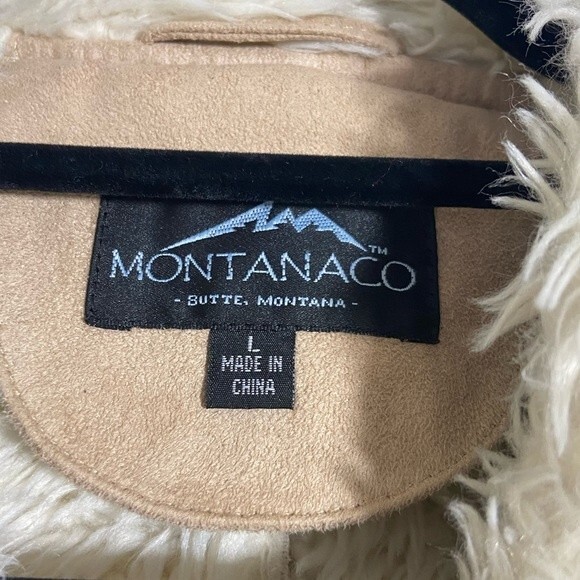 MONTANACO™
- BUTTE, MONTANA -
L
MADE IN
CHINA